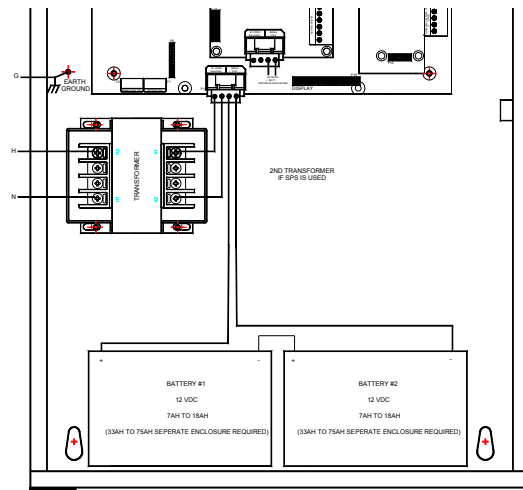 G
EARTH
GROUND
DISPLAY
H
TRANSFORMER
N
2ND TRANSFORMER
IF SPS IS USED
+
-
+
-
BATTERY #1
12 VDC
7AH TO 18AH
(33AH TO 75AH SEPERATE ENCLOSURE REQUIRED)
BATTERY #2
12 VDC
7AH TO 18AH
(33AH TO 75AH SEPERATE ENCLOSURE REQUIRED)